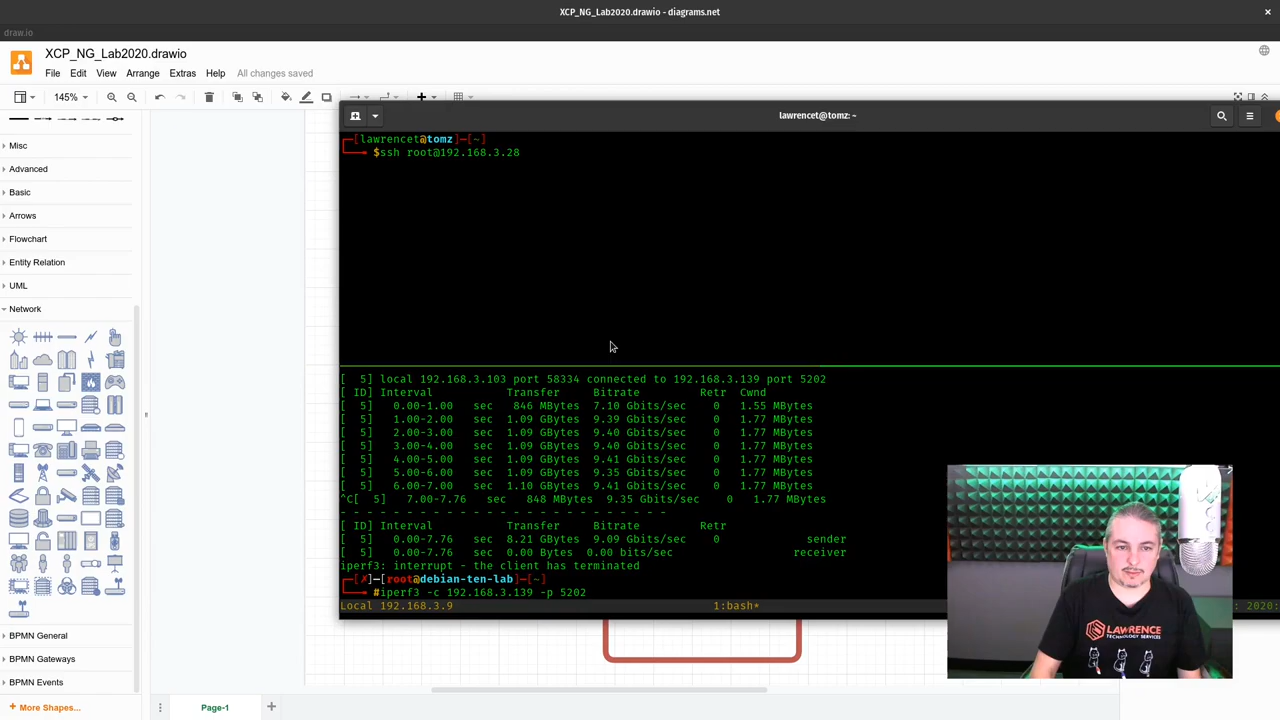 XCP_NG_Lab2020.drawio - diagrams.net
draw.io
XCP_NG_Lab2020.drawio
File Edit View Arrange Extras Help All changes saved
145%
lawrencet@tomz: ~
┌─[lawrencet@tomz]─[~]
└──╼ $ssh root@192.168.3.28
Misc
Advanced
Basic
Arrows
Flowchart
Entity Relation
UML
Network
[  5] local 192.168.3.103 port 58334 connected to 192.168.3.139 port 5202
[ ID] Interval           Transfer     Bitrate         Retr  Cwnd
[  5]   0.00-1.00   sec   846 MBytes  7.10 Gbits/sec    0   1.55 MBytes
[  5]   1.00-2.00   sec  1.09 GBytes  9.39 Gbits/sec    0   1.77 MBytes
[  5]   2.00-3.00   sec  1.09 GBytes  9.40 Gbits/sec    0   1.77 MBytes
[  5]   3.00-4.00   sec  1.09 GBytes  9.40 Gbits/sec    0   1.77 MBytes
[  5]   4.00-5.00   sec  1.09 GBytes  9.41 Gbits/sec    0   1.77 MBytes
[  5]   5.00-6.00   sec  1.09 GBytes  9.35 Gbits/sec    0   1.77 MBytes
[  5]   6.00-7.00   sec  1.10 GBytes  9.41 Gbits/sec    0   1.77 MBytes
^C[  5]   7.00-7.76   sec   848 MBytes  9.35 Gbits/sec    0   1.77 MBytes
- - - - - - - - - - - - - - - - - - - - - - - - -
[ ID] Interval           Transfer     Bitrate         Retr
[  5]   0.00-7.76   sec  8.21 GBytes  9.09 Gbits/sec    0             sender
[  5]   0.00-7.76   sec  0.00 Bytes  0.00 bits/sec                  receiver
iperf3: interrupt - the client has terminated
┌─[✗]─[root@debian-ten-lab]─[~]
└──╼ #iperf3 -c 192.168.3.139 -p 5202
Local 192.168.3.9 1:bash* : 2020:
LAWRENCE
TECHNOLOGY SERVICES
BPMN General
BPMN Gateways
BPMN Events
+ More Shapes...
Page-1